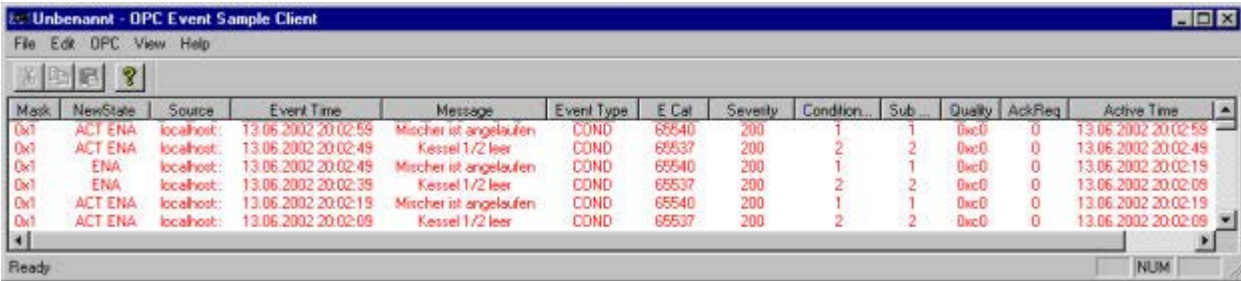 Unbenannt - OPC Event Sample Client
File Edit OPC View Help
Mask NewState Source Event Time Message Event Type E Cat Severity Condition... Sub ... Quality AckReq Active Time
0x1 ACT ENA localhost:: 13.06.2002 20:02:59 Mischer ist angelaufen COND 65540 200 1 1 0xc0 0 13.06.2002 20:02:59
0x1 ACT ENA localhost:: 13.06.2002 20:02:49 Kessel 1/2 leer COND 65537 200 2 2 0xc0 0 13.06.2002 20:02:49
0x1 ENA localhost:: 13.06.2002 20:02:49 Mischer ist angelaufen COND 65540 200 1 1 0xc0 0 13.06.2002 20:02:19
0x1 ENA localhost:: 13.06.2002 20:02:39 Kessel 1/2 leer COND 65537 200 2 2 0xc0 0 13.06.2002 20:02:09
0x1 ACT ENA localhost:: 13.06.2002 20:02:19 Mischer ist angelaufen COND 65540 200 1 1 0xc0 0 13.06.2002 20:02:19
0x1 ACT ENA localhost:: 13.06.2002 20:02:09 Kessel 1/2 leer COND 65537 200 2 2 0xc0 0 13.06.2002 20:02:09
Ready NUM